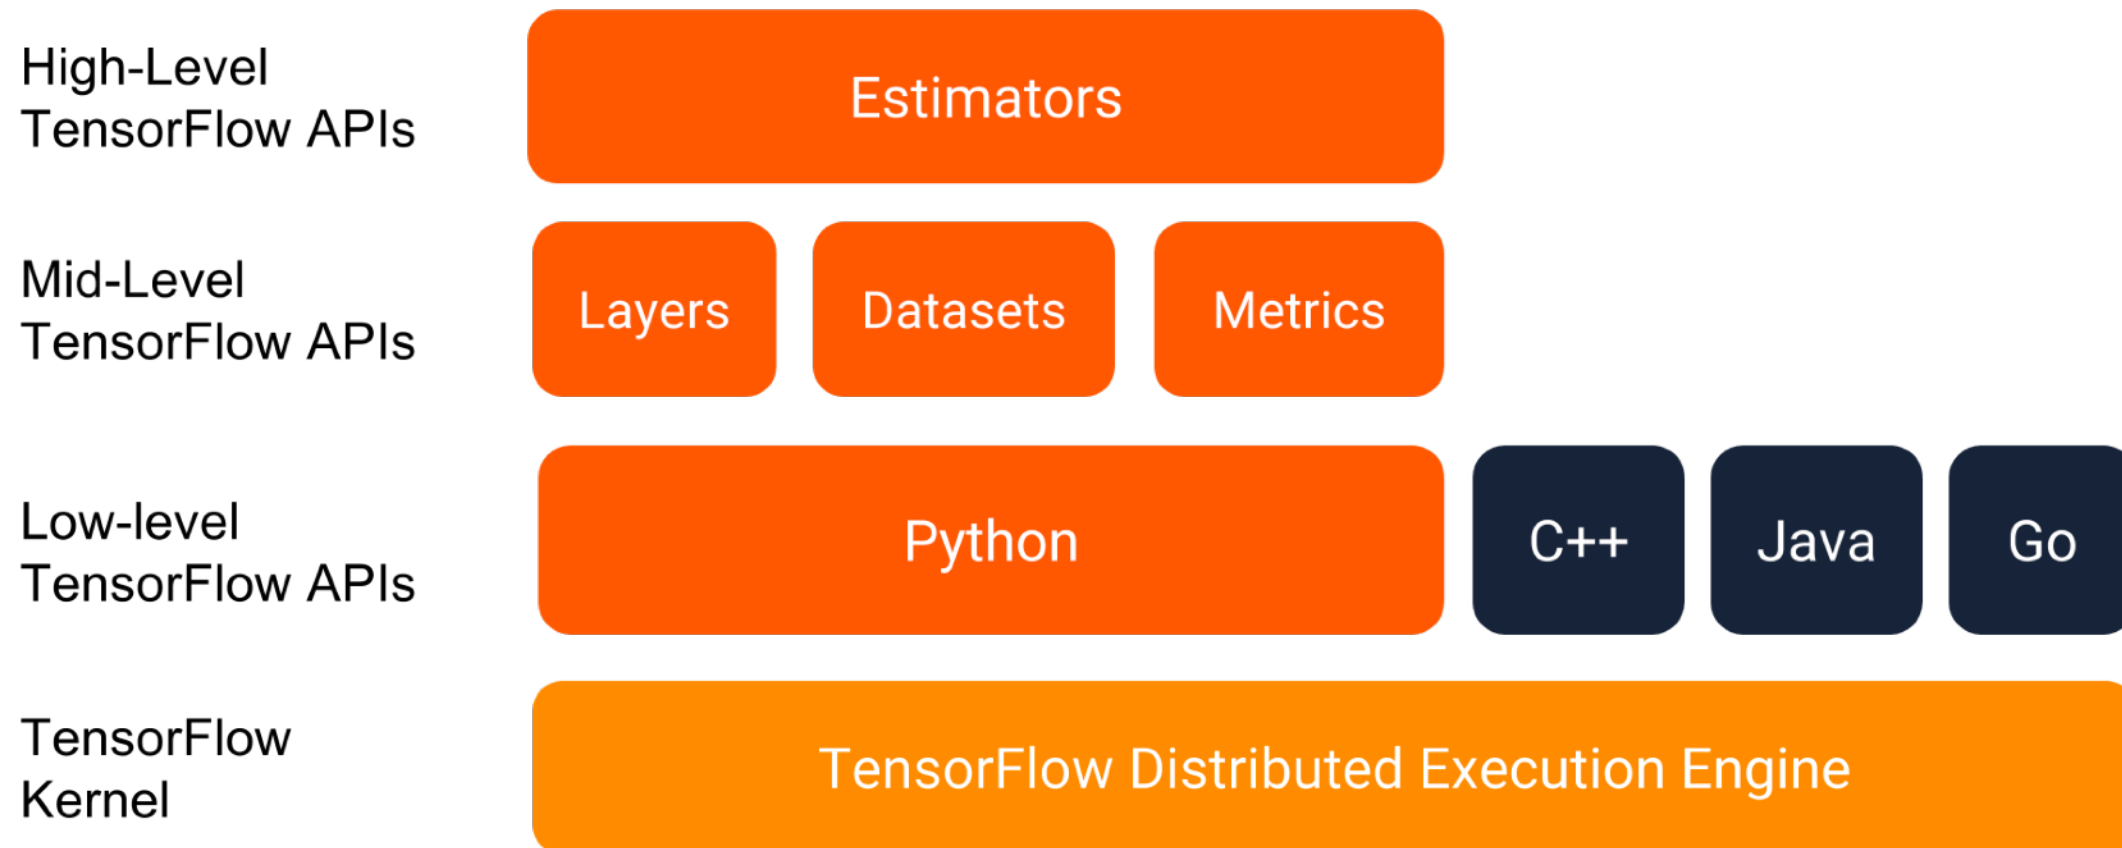 High-Level
TensorFlow APIs
Estimators
Mid-Level
TensorFlow APIs
Layers
Datasets
Metrics
Low-level
TensorFlow APIs
Python
C++
Java
Go
TensorFlow
Kernel
TensorFlow Distributed Execution Engine